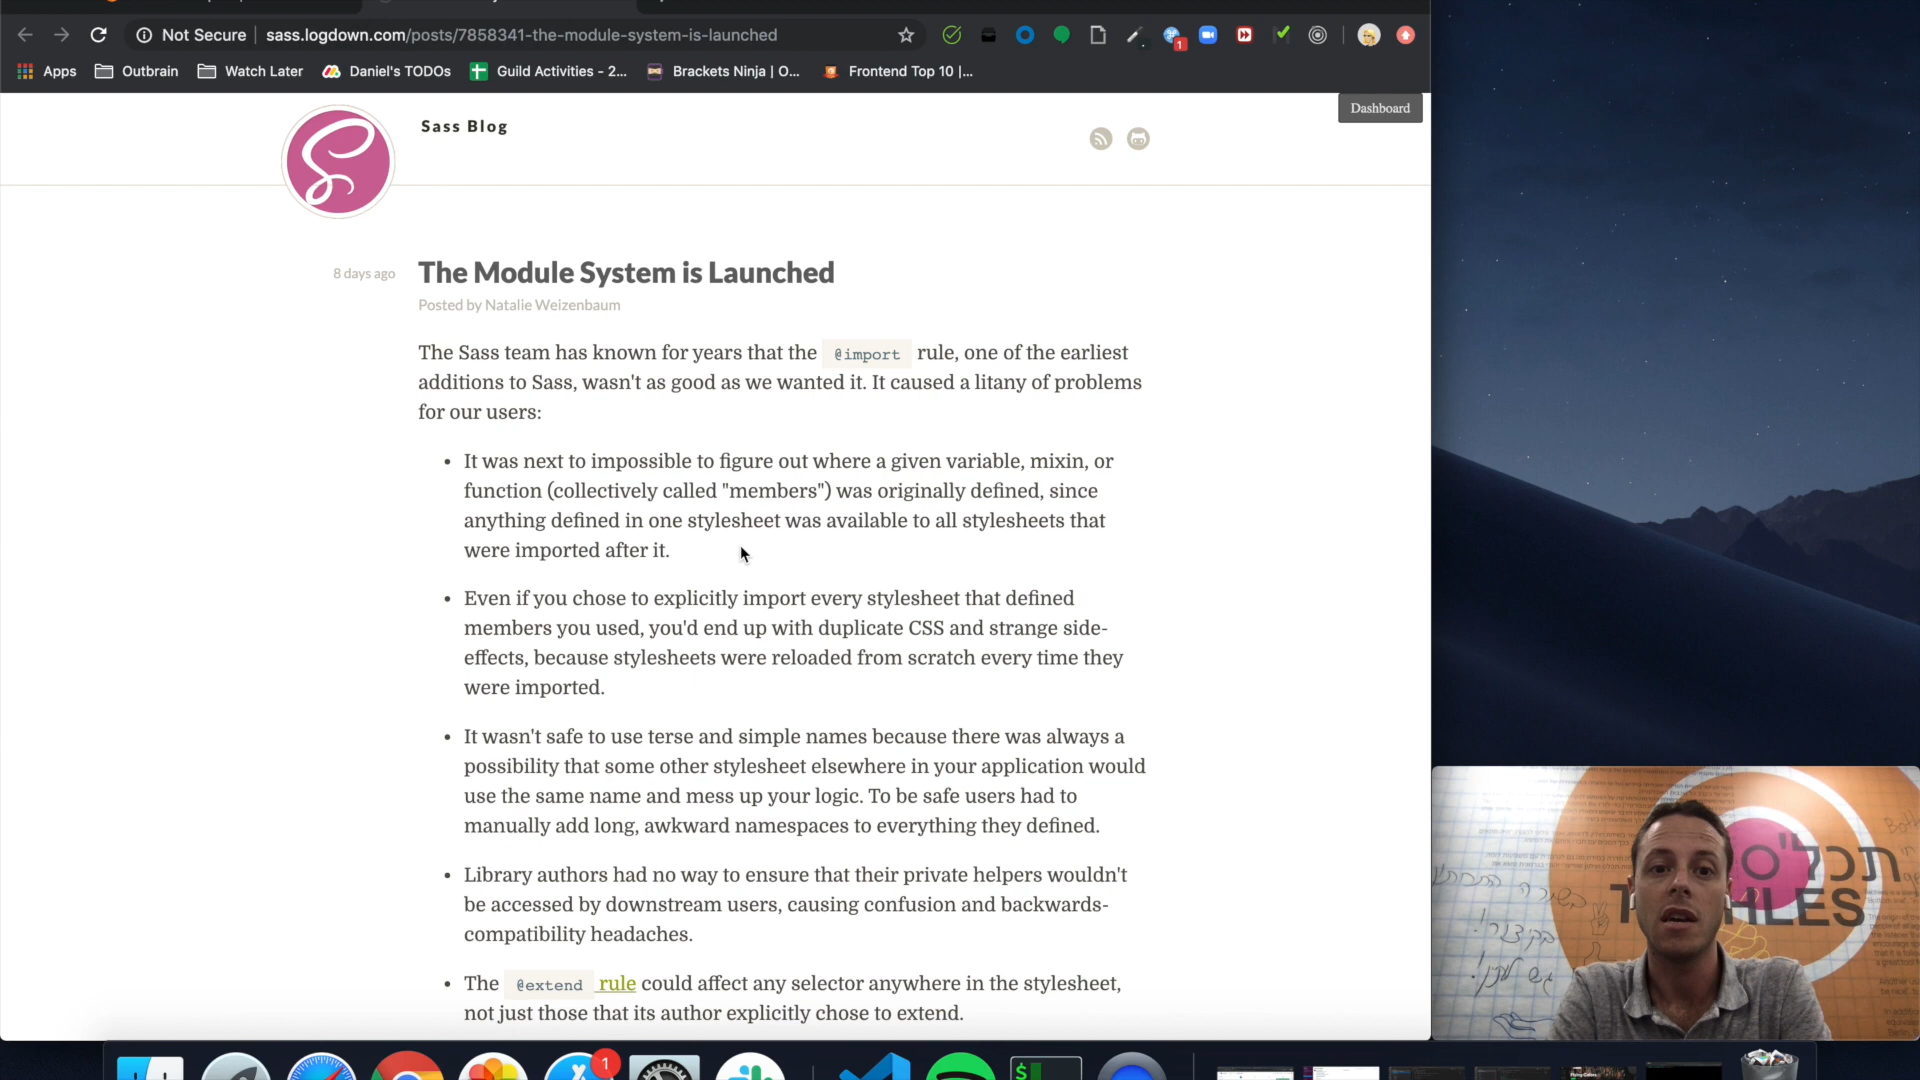 Not Secure
sass.logdown.com/posts/7858341-the-module-system-is-launched
1
Apps
Outbrain
Watch Later
Daniel's TODOs
Guild Activities - 2...
Brackets Ninja | O...
Frontend Top 10 |...
Dashboard
Sass Blog
8 days ago
The Module System is Launched
Posted by Natalie Weizenbaum
The Sass team has known for years that the @import rule, one of the earliest
additions to Sass, wasn't as good as we wanted it. It caused a litany of problems
for our users:
• It was next to impossible to figure out where a given variable, mixin, or
function (collectively called "members") was originally defined, since
anything defined in one stylesheet was available to all stylesheets that
were imported after it.
• Even if you chose to explicitly import every stylesheet that defined
members you used, you'd end up with duplicate CSS and strange side-
effects, because stylesheets were reloaded from scratch every time they
were imported.
• It wasn't safe to use terse and simple names because there was always a
possibility that some other stylesheet elsewhere in your application would
use the same name and mess up your logic. To be safe users had to
manually add long, awkward namespaces to everything they defined.
• Library authors had no way to ensure that their private helpers wouldn't
be accessed by downstream users, causing confusion and backwards-
compatibility headaches.
• The @extend rule could affect any selector anywhere in the stylesheet,
not just those that its author explicitly chose to extend.
תכל'ס
בקיצור!
1
$